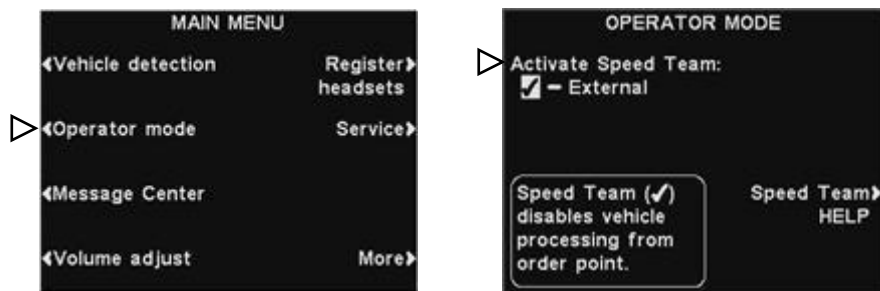 MAIN MENU
❮Vehicle detection
Register❯
headsets
❮Operator mode
Service❯
❮Message Center
❮Volume adjust
More❯
OPERATOR MODE
Activate Speed Team:
✓ – External
Speed Team (✓)
disables vehicle
processing from
order point.
Speed Team❯
HELP